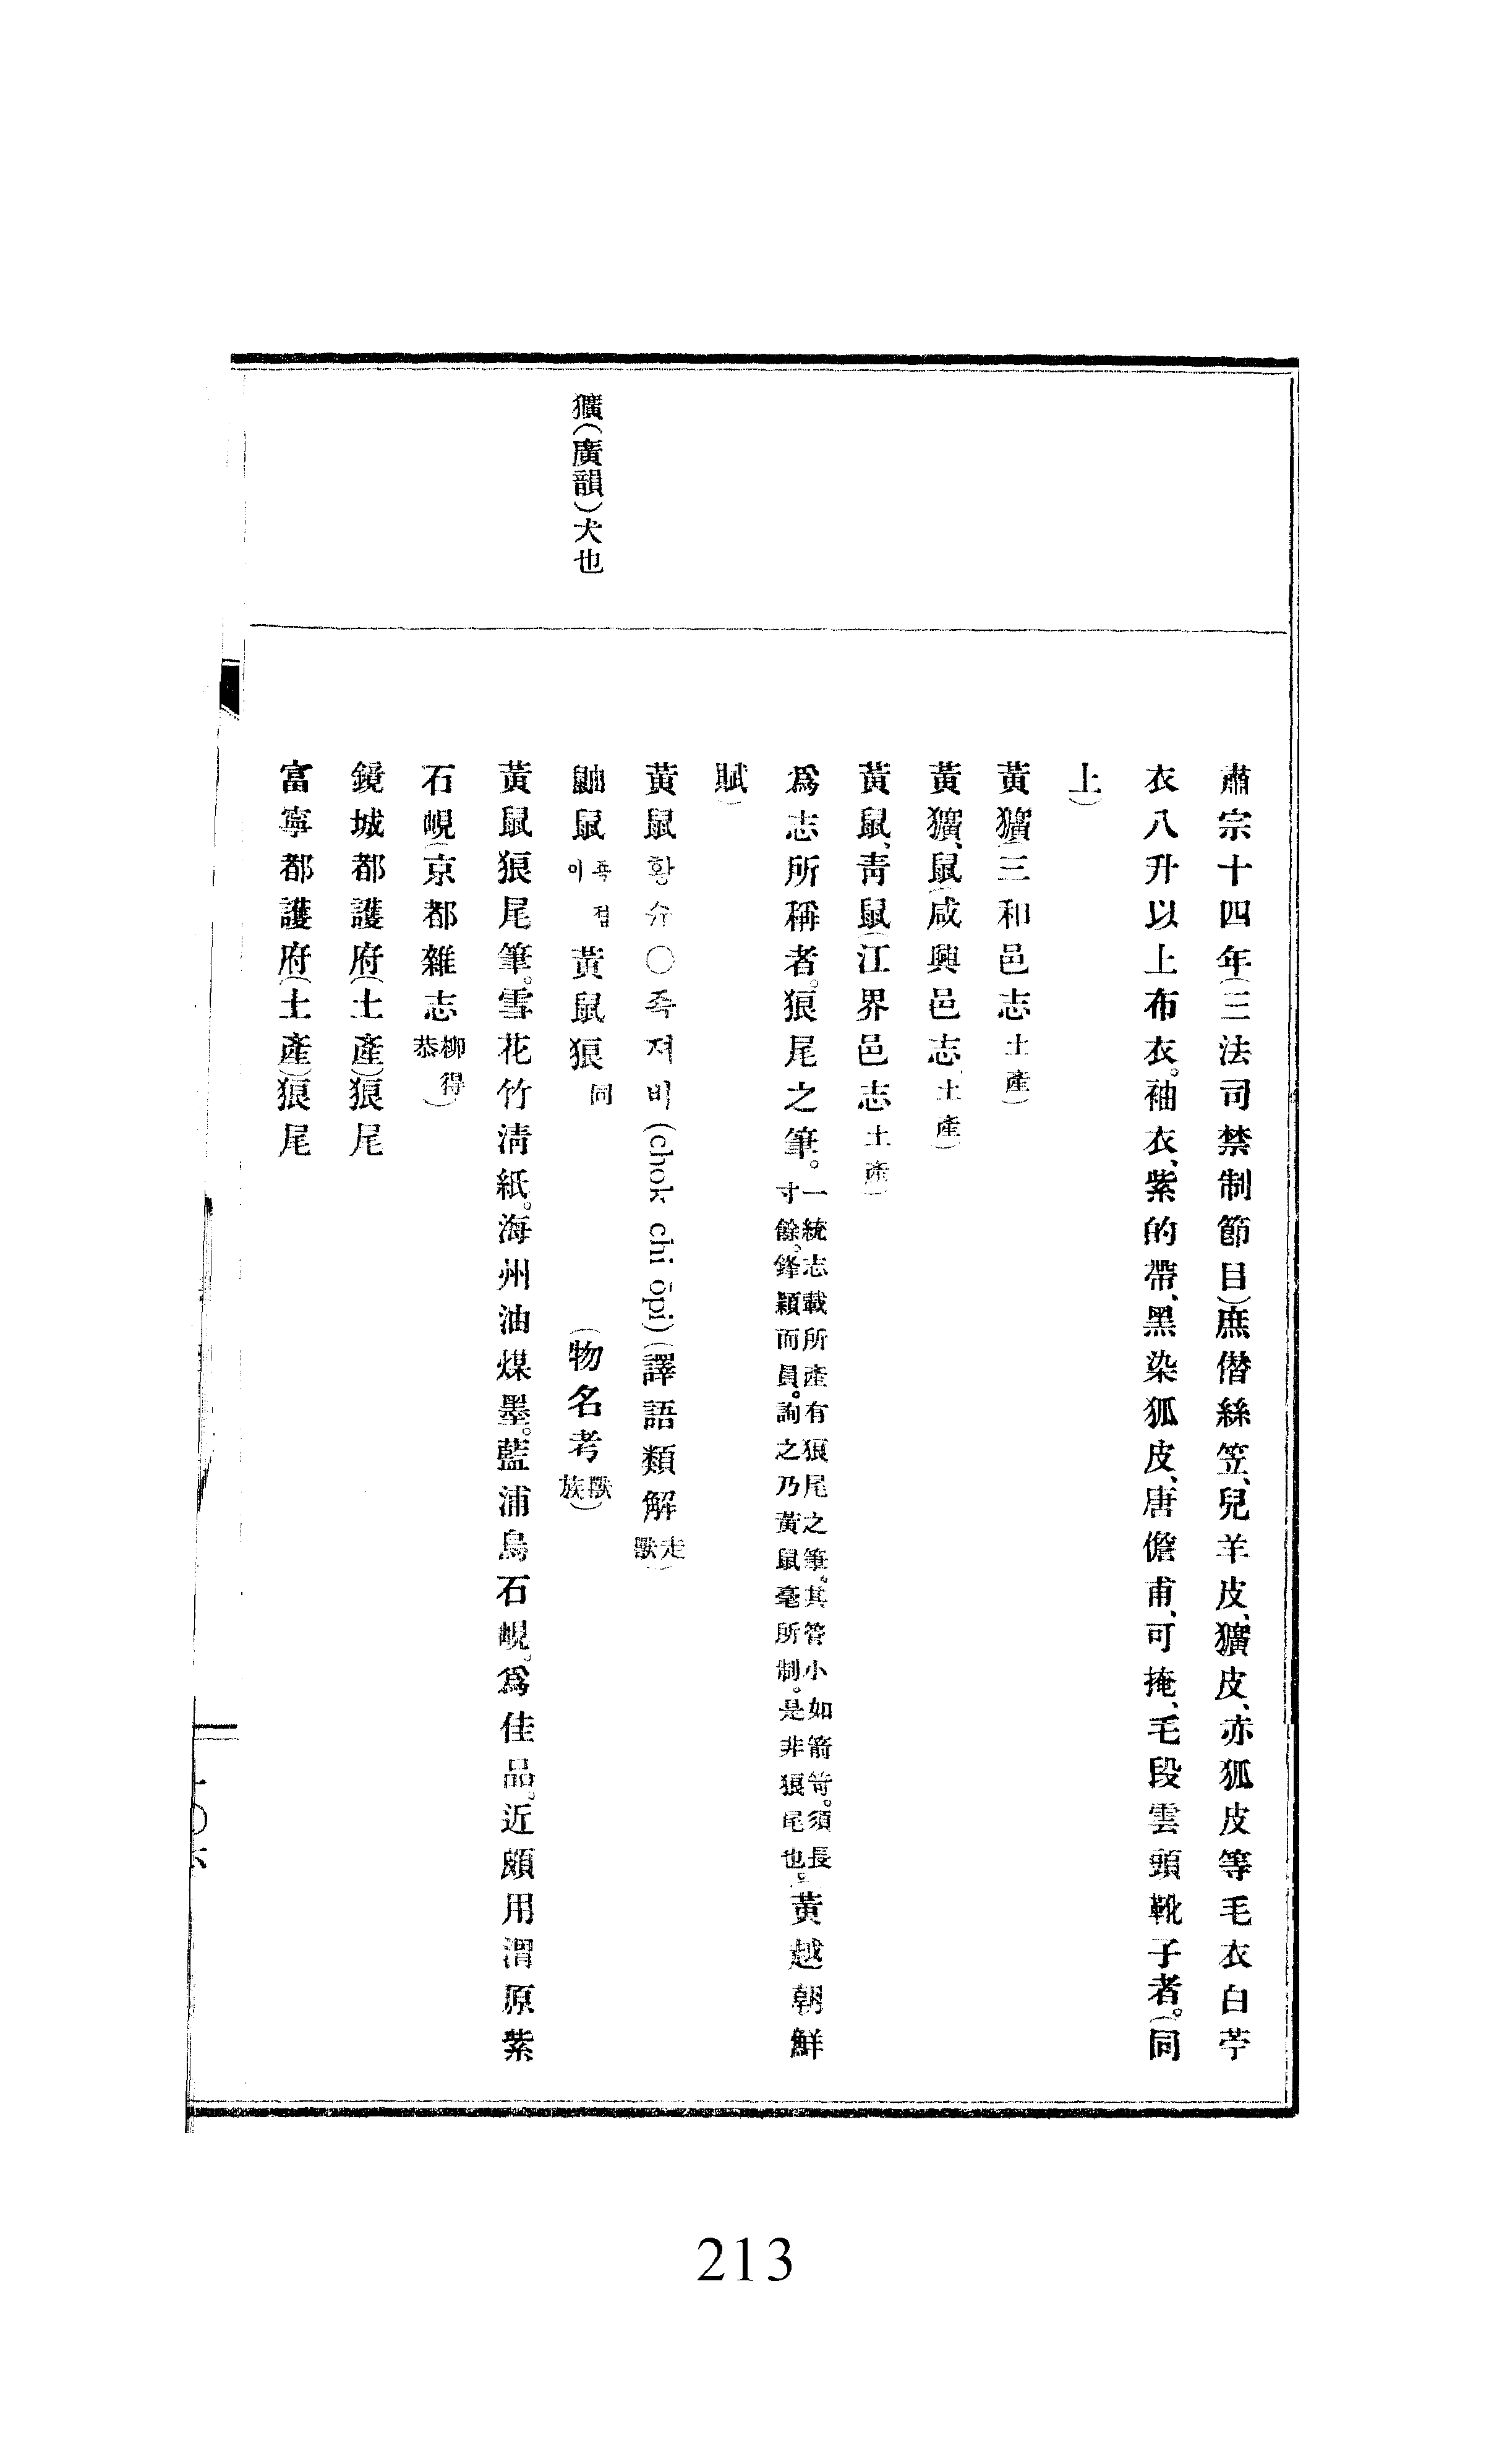 獷(廣韻)犬也
肅宗十四年(三法司禁制節目)庶僭絲笠、兒羊皮、獷皮、赤狐皮等毛衣白苧
衣八升以上布衣。袖衣、紫的帶、黑染狐皮、唐儋甫、可掩、毛段雲頭靴子者。(同
上)
黃獷(三和邑志土產)
黃獷、鼠(咸興邑志、土產)
黃鼠、靑鼠(江界邑志土產)
爲志所稱者。狼尾之筆。一統志載所產有狼尾之筆。其管小如箭笴。須長寸餘。鋒穎而員。詢之乃黃鼠毫所制。是非狼尾也。(黃越朝鮮
賦)
黃鼠황슈○족져비(chok chi öpi)(譯語類解走獸)
鼬鼠족접이黃鼠狼同(物名考獸族)
黃鼠狼尾筆。雪花竹淸紙。海州油煤墨。藍浦烏石硯。爲佳品。近頗用渭原紫
石硯(京都雜志柳得恭)
鏡城都護府(土產)狼尾
富寧都護府(土產)狼尾
213